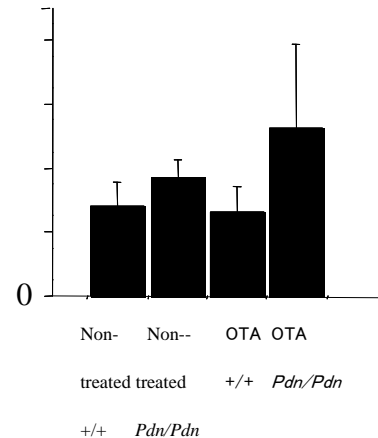 0
Non- Non-- OTA OTA
treated treated +/+ Pdn/Pdn
+/+ Pdn/Pdn